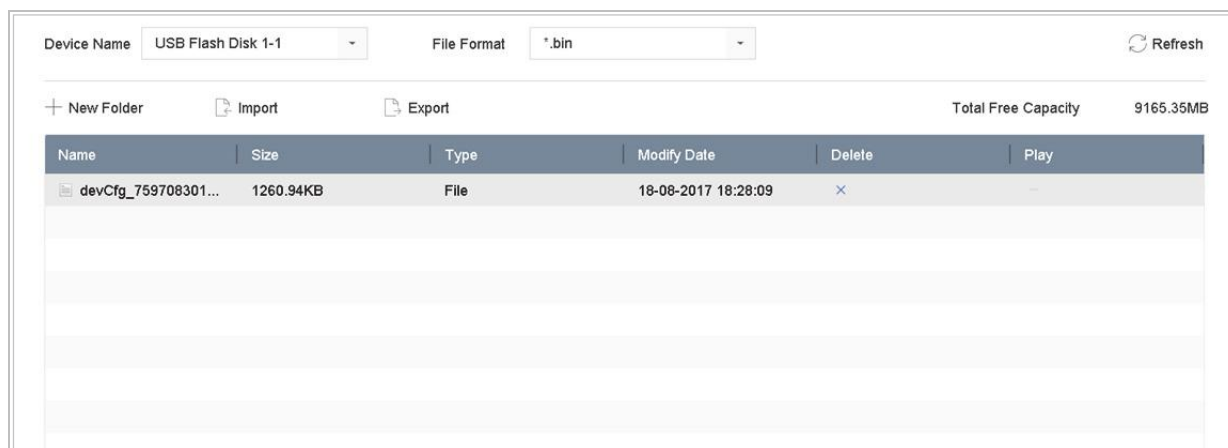 Device Name USB Flash Disk 1-1 File Format *.bin Refresh
New Folder Import Export Total Free Capacity 9165.35MB
Name Size Type Modify Date Delete Play
devCfg_759708301... 1260.94KB File 18-08-2017 18:28:09